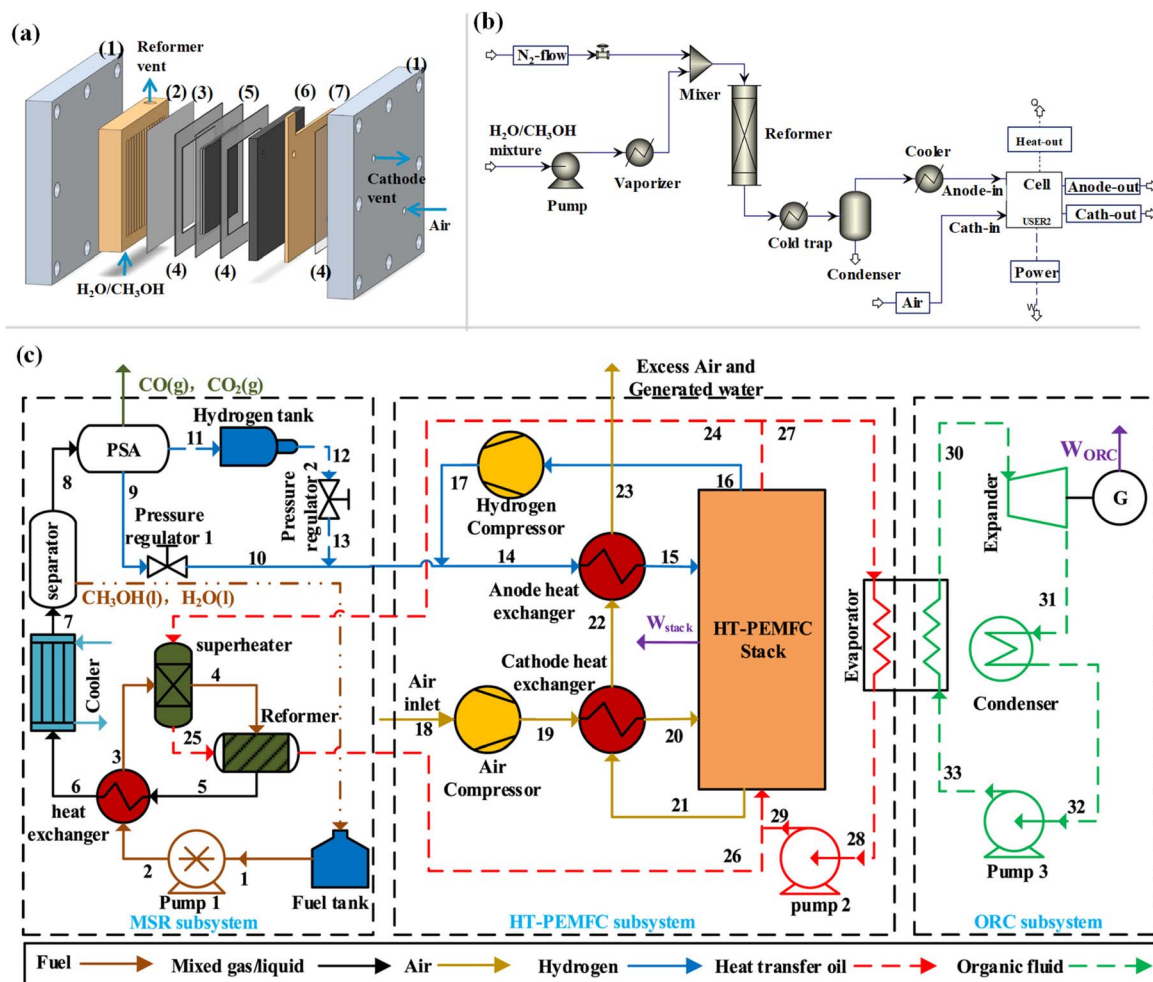 (a)
(1)
Reformer
vent
(2)
(3)
(5)
(6)
(7)
(1)
Cathode
vent
Air
(4)
(4)
(4)
H₂O/CH₃OH
(b)
N₂-flow
Mixer
H₂O/CH₃OH
mixture
Pump
Vaporizer
Reformer
Cold trap
Condenser
Cooler
Anode-in
Q
Heat-out
Cell
USER2
Anode-out
Cath-out
Cath-in
Air
Power
W
(c)
CO(g), CO₂(g)
Hydrogen tank
PSA
11
12
8
9
Pressure
regulator 1
Pressure
regulator 2
13
10
separator
CH₃OH(l), H₂O(l)
7
Cooler
superheater
4
Reformer
3
25
6
5
heat
exchanger
2
1
Pump 1
Fuel tank
MSR subsystem
Excess Air and
Generated water
24
27
17
16
23
Hydrogen
Compressor
14
15
Anode heat
exchanger
22
Wstack
HT-PEMFC
Stack
Cathode heat
exchanger
Air
inlet
18
19
20
Air
Compressor
21
29
28
26
pump 2
HT-PEMFC subsystem
Evaporator
30
WORC
Expander
G
31
Condenser
33
32
Pump 3
ORC subsystem
Fuel
Mixed gas/liquid
Air
Hydrogen
Heat transfer oil
Organic fluid